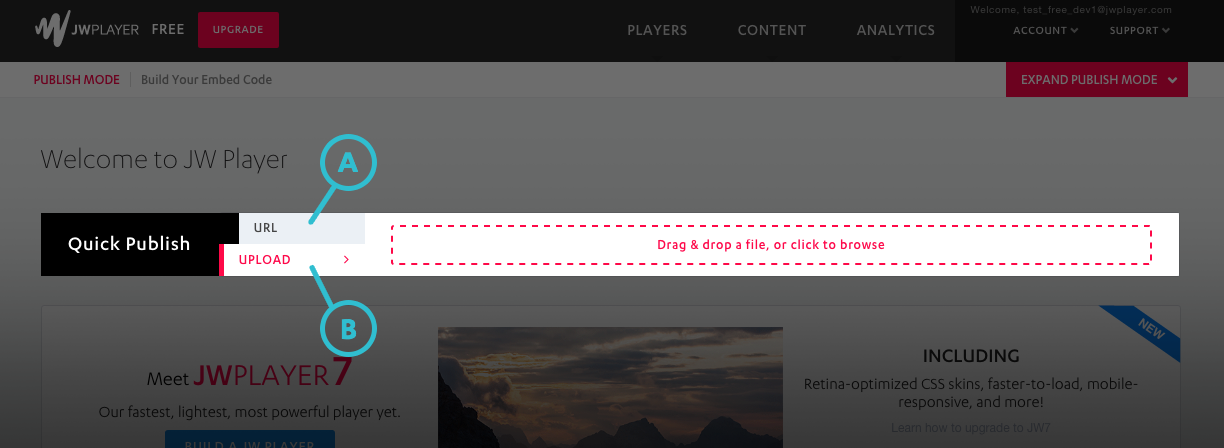 JWPLAYER FREE UPGRADE
PLAYERS CONTENT ANALYTICS
Welcome, test_free_dev1@jwplayer.com
ACCOUNT SUPPORT
PUBLISH MODE Build Your Embed Code
EXPAND PUBLISH MODE
Welcome to JW Player
A
Quick Publish
URL
UPLOAD
Drag & drop a file, or click to browse
B
Meet JWPLAYER7
Our fastest, lightest, most powerful player yet.
BUILD A JW PLAYER
NEW
INCLUDING
Retina-optimized CSS skins, faster-to-load, mobile-
responsive, and more!
Learn how to upgrade to JW7